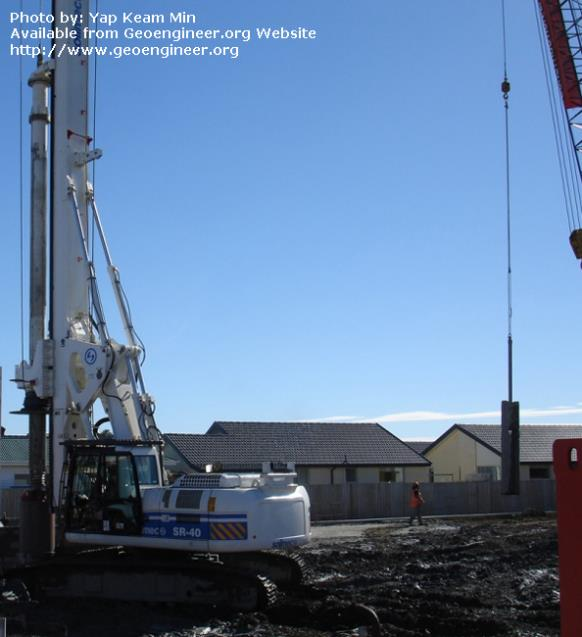 Photo by: Yap Keam Min
Available from Geoengineer.org Website
http://www.geoengineer.org
SR-40